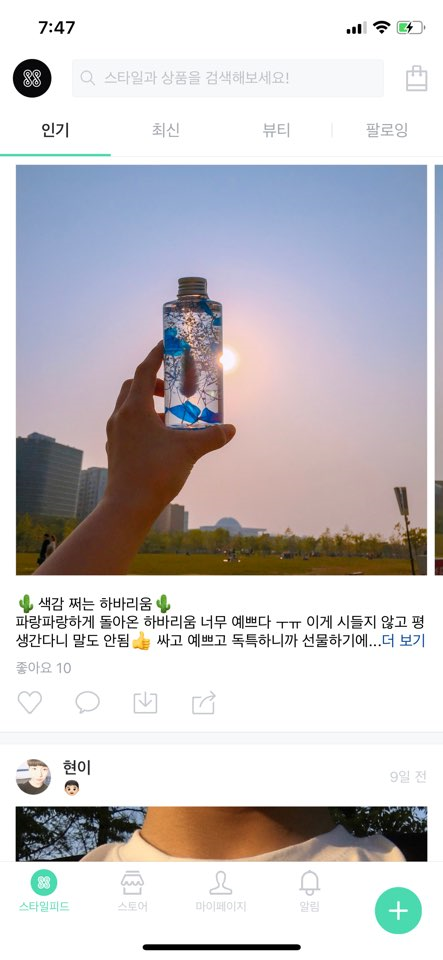 7:47
스타일과 상품을 검색해보세요!
인기
최신
뷰티
팔로잉
🌵 색감 쩌는 하바리움🌵
파랑파랑하게 돌아온 하바리움 너무 예쁘다 ㅜㅠ 이게 시들지 않고 평
생간다니 말도 안됨👍 싸고 예쁘고 독특하니까 선물하기에...더 보기
좋아요 10
현이
9일 전
스타일피드
스토어
마이페이지
알림